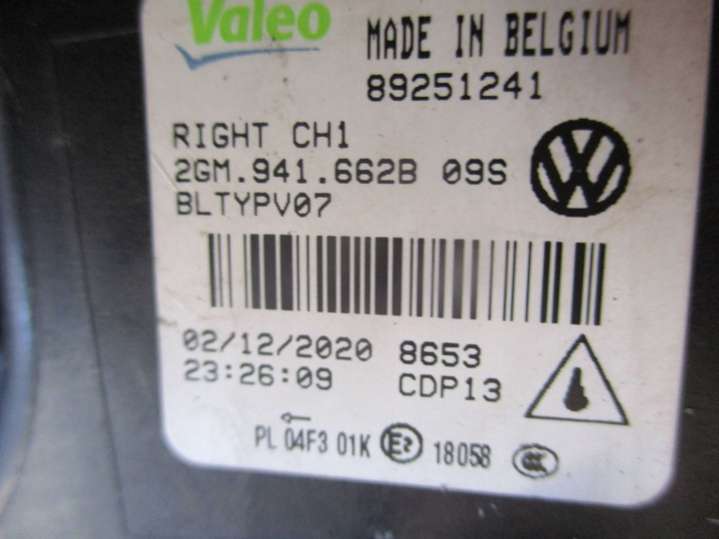 Valeo
MADE IN BELGIUM
89251241
RIGHT CH1
2GM.941.662B 09S
BLTYPV07
02/12/2020 8653
23:26:09 CDP13
PL 04F3 01K E2 18058